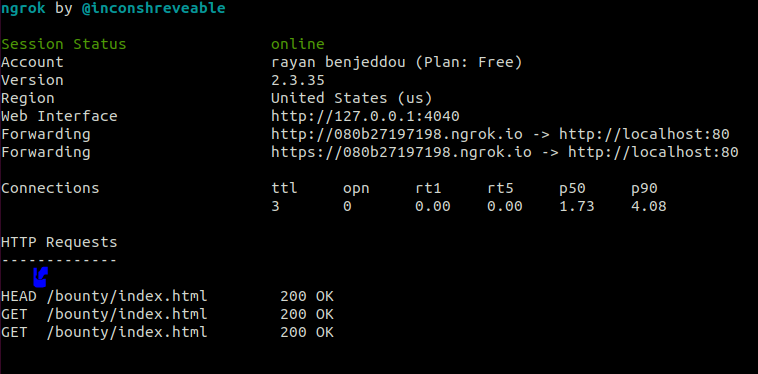 ngrok by @inconshreveable
Session Status online
Account rayan benjeddou (Plan: Free)
Version 2.3.35
Region United States (us)
Web Interface http://127.0.0.1:4040
Forwarding http://080b27197198.ngrok.io -> http://localhost:80
Forwarding https://080b27197198.ngrok.io -> http://localhost:80
Connections ttl opn rt1 rt5 p50 p90
3 0 0.00 0.00 1.73 4.08
HTTP Requests
-------------
HEAD /bounty/index.html 200 OK
GET /bounty/index.html 200 OK
GET /bounty/index.html 200 OK